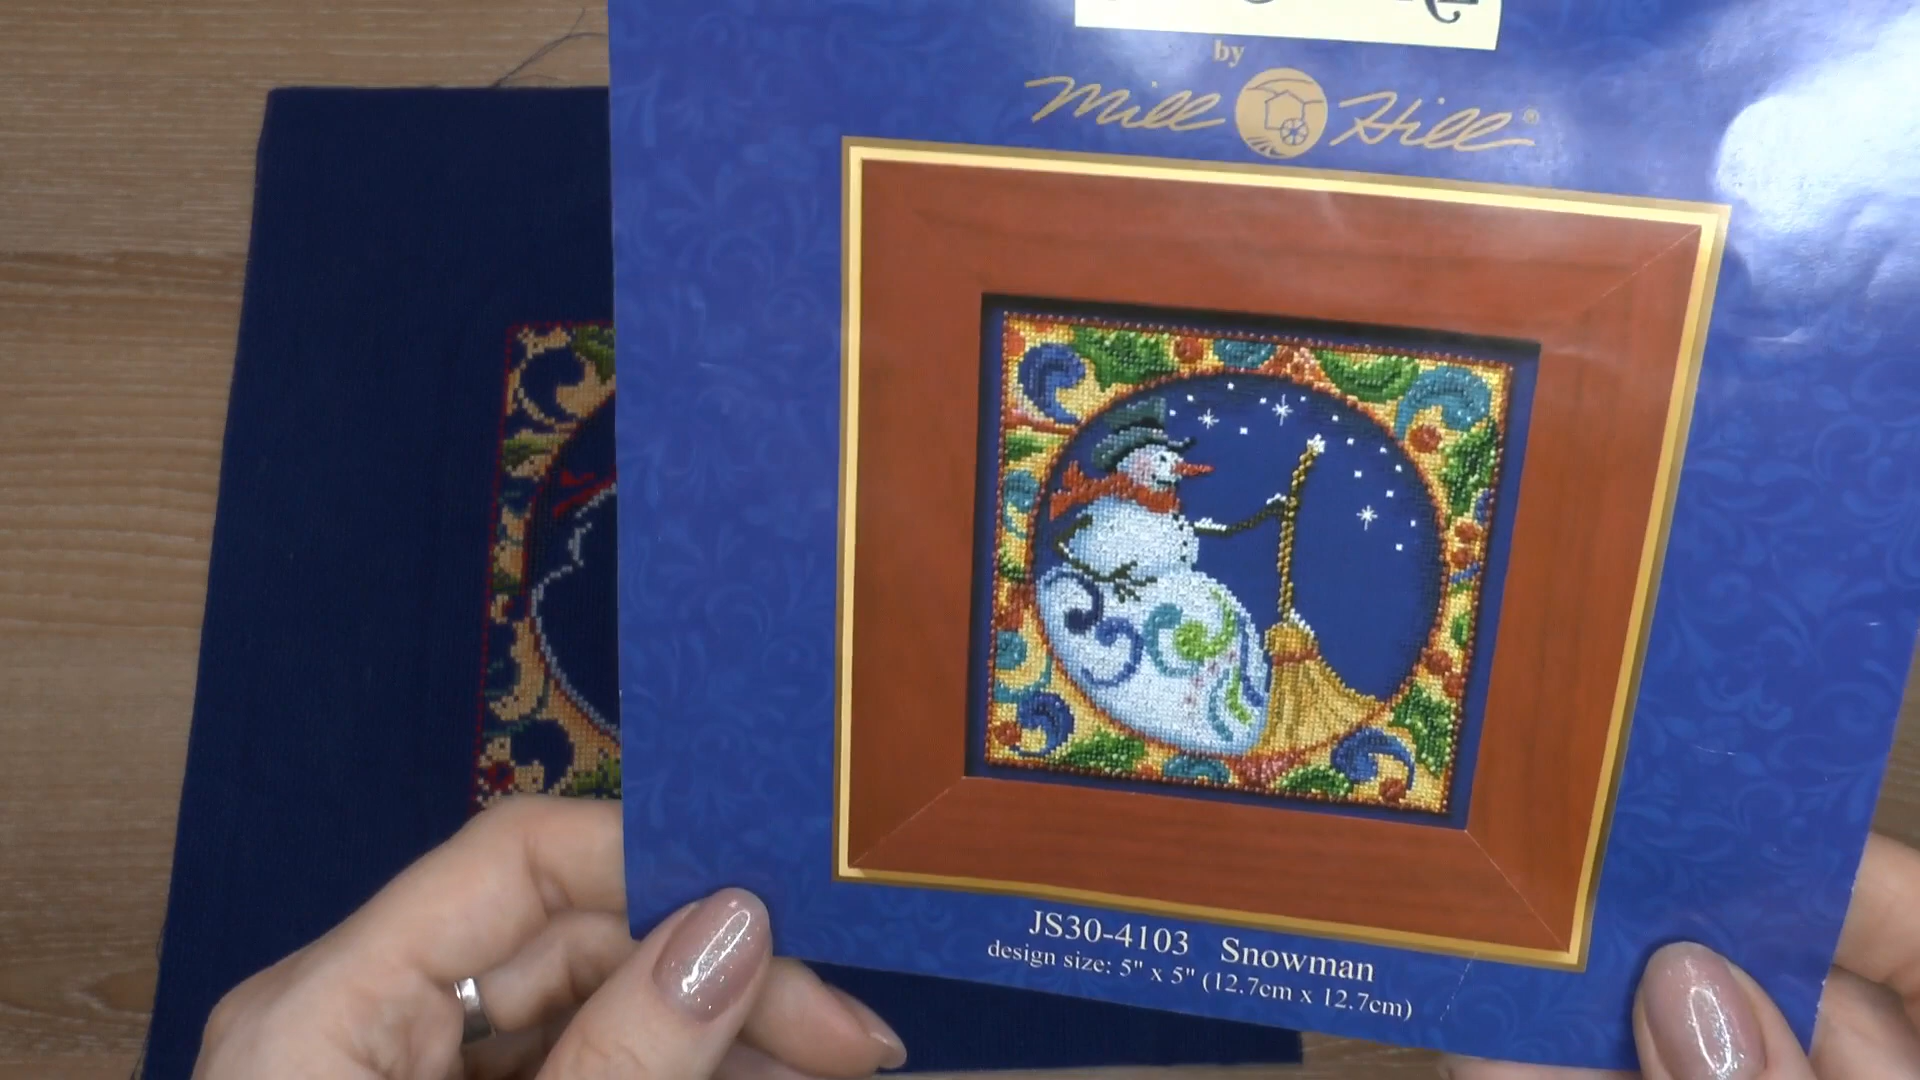 by
Mill Hill®
JS30-4103 Snowman
design size: 5" x 5" (12.7cm x 12.7cm)